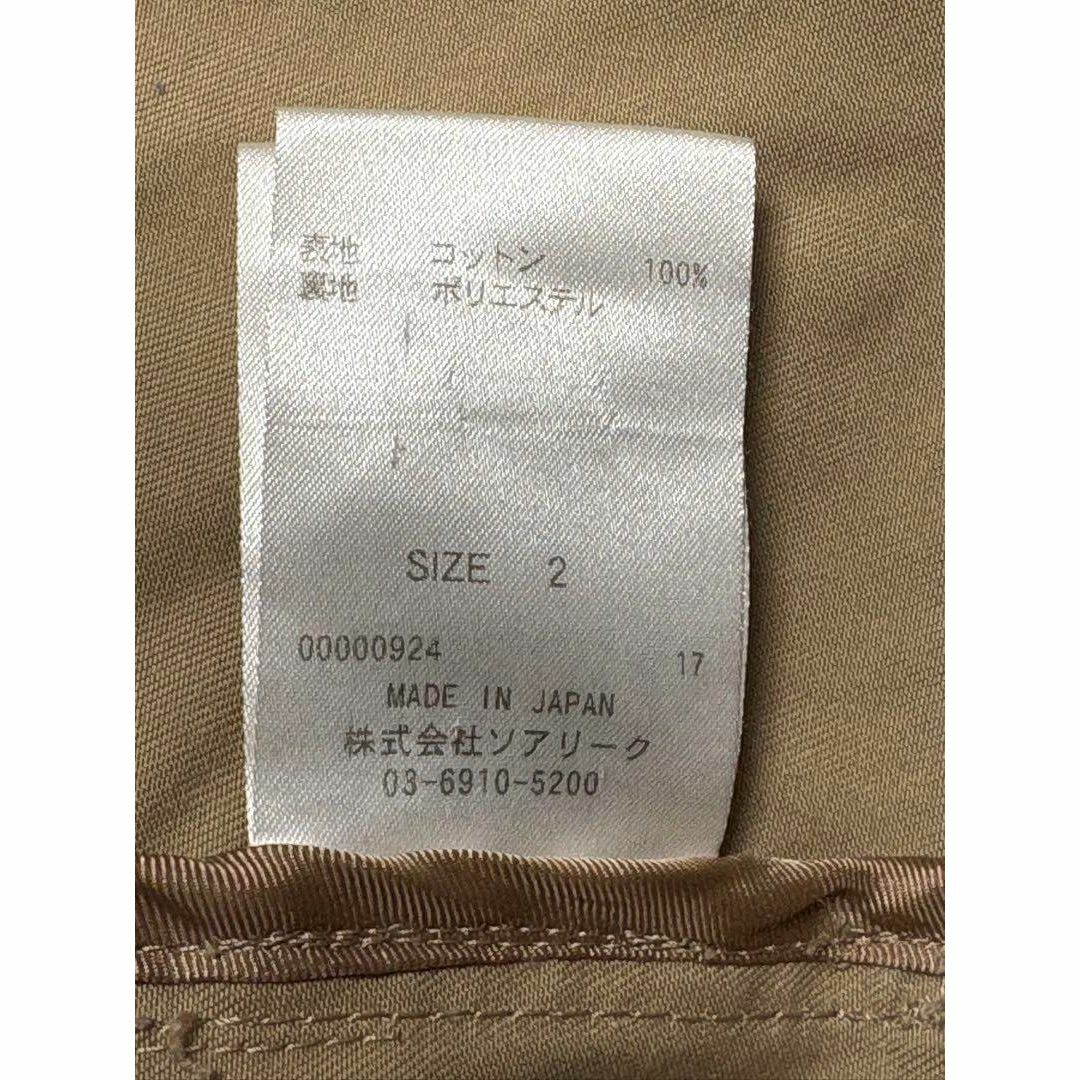 表地 コットン 100%
裏地 ポリエステル
SIZE 2
00000924 17
MADE IN JAPAN
株式会社ソアリーク
03-6910-5200